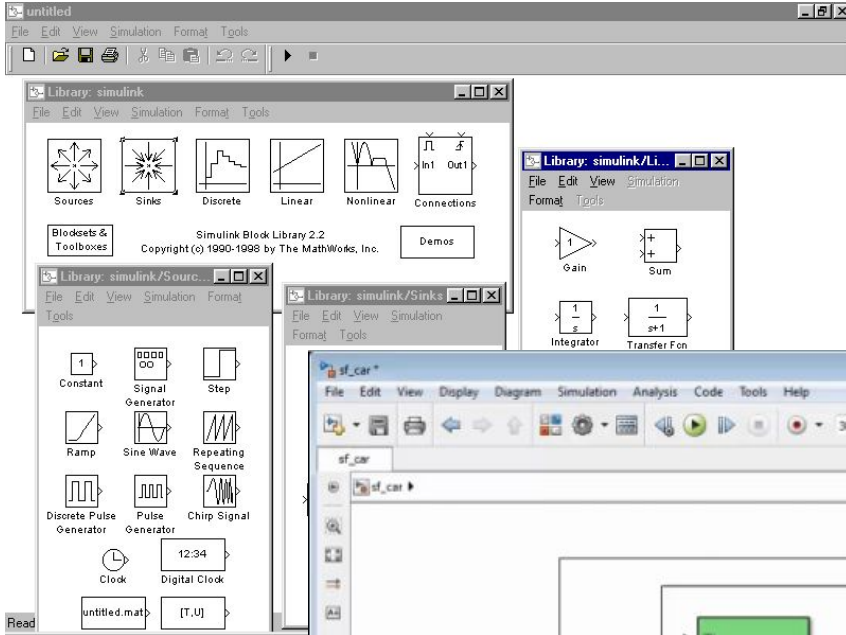 untitled
File Edit View Simulation Format Tools
Library: simulink
File Edit View Simulation Format Tools
Sources
Sinks
Discrete
Linear
Nonlinear
In1 Out1
Connections
Blocksets &
Toolboxes
Simulink Block Library 2.2
Copyright (c) 1990-1998 by The MathWorks, Inc.
Demos
Library: simulink/Li...
File Edit View Simulation
Format Tools
1
Gain
+
+
Sum
1
s
Integrator
1
s+1
Transfer Fcn
Library: simulink/Sourc...
File Edit View Simulation Format
Tools
1
Constant
Signal
Generator
Step
Ramp
Sine Wave
Repeating
Sequence
Discrete Pulse
Generator
Pulse
Generator
Chirp Signal
Clock
12:34
Digital Clock
untitled.mat
[T,U]
Read
Library: simulink/Sinks
File Edit View Simulation
Format Tools
sf_car *
File Edit View Display Diagram Simulation Analysis Code Tools Help
sf_car
sf_car